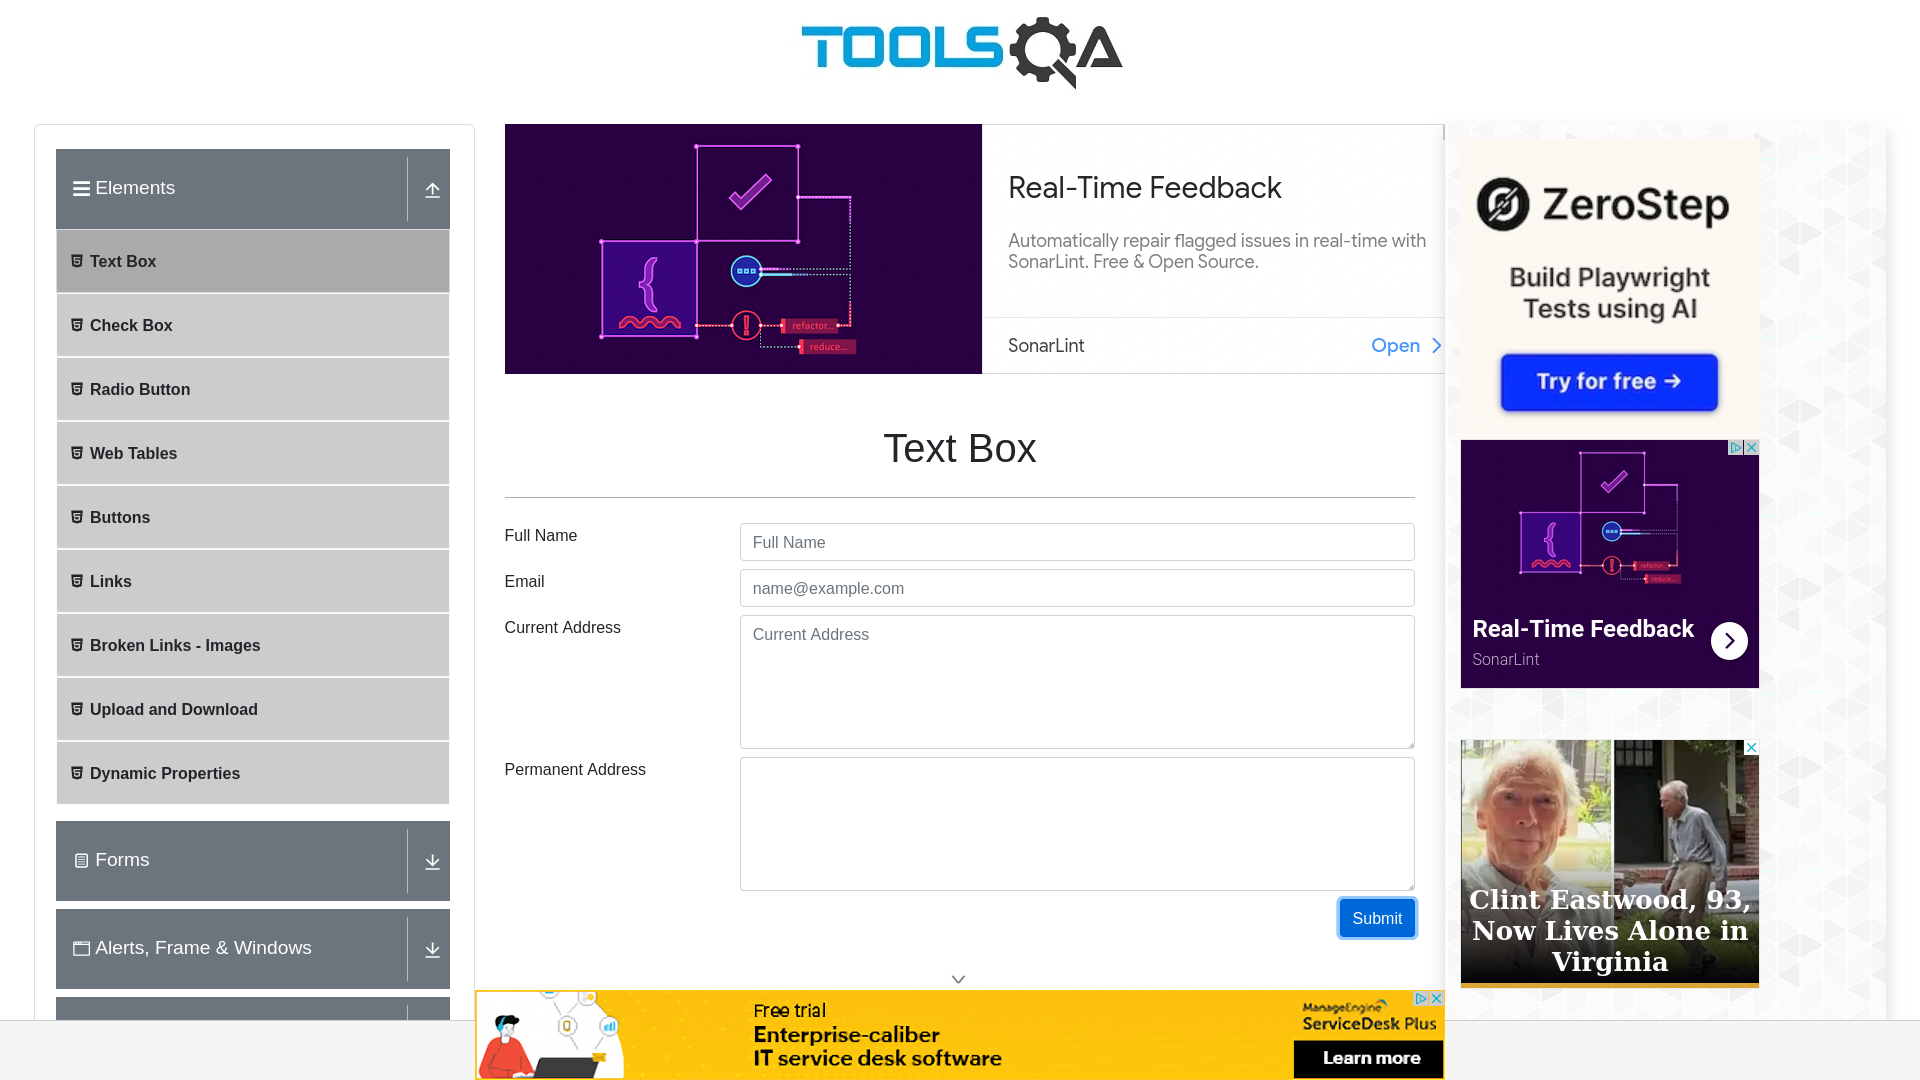 TOOLSQA
Elements
Text Box
Check Box
Radio Button
Web Tables
Buttons
Links
Broken Links - Images
Upload and Download
Dynamic Properties
Forms
Alerts, Frame & Windows
refactor...
reduce...
Real-Time Feedback
Automatically repair flagged issues in real-time with
SonarLint. Free & Open Source.
SonarLint
Open
Text Box
Full Name
Full Name
Email
name@example.com
Current Address
Current Address
Permanent Address
Submit
Free trial
Enterprise-caliber
IT service desk software
ManageEngine
ServiceDesk Plus
Learn more
ZeroStep
Build Playwright
Tests using AI
Try for free →
refactor...
reduce...
Real-Time Feedback
SonarLint
Clint Eastwood, 93,
Now Lives Alone in
Virginia